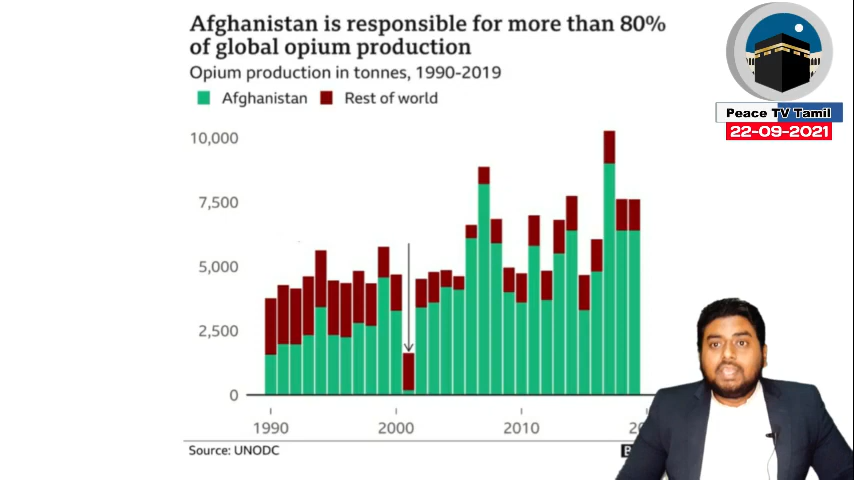 Afghanistan is responsible for more than 80%
of global opium production
Opium production in tonnes, 1990-2019
Afghanistan Rest of world
10,000
7,500
5,000
2,500
0
1990 2000 2010
Source: UNODC
Peace TV Tamil
22-09-2021